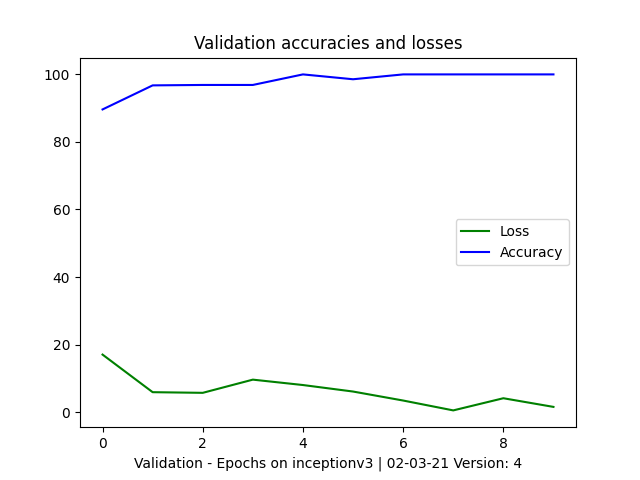 Validation accuracies and losses
100
80
60
40
20
0
Loss
Accuracy
0 2 4 6 8
Validation - Epochs on inceptionv3 | 02-03-21 Version: 4